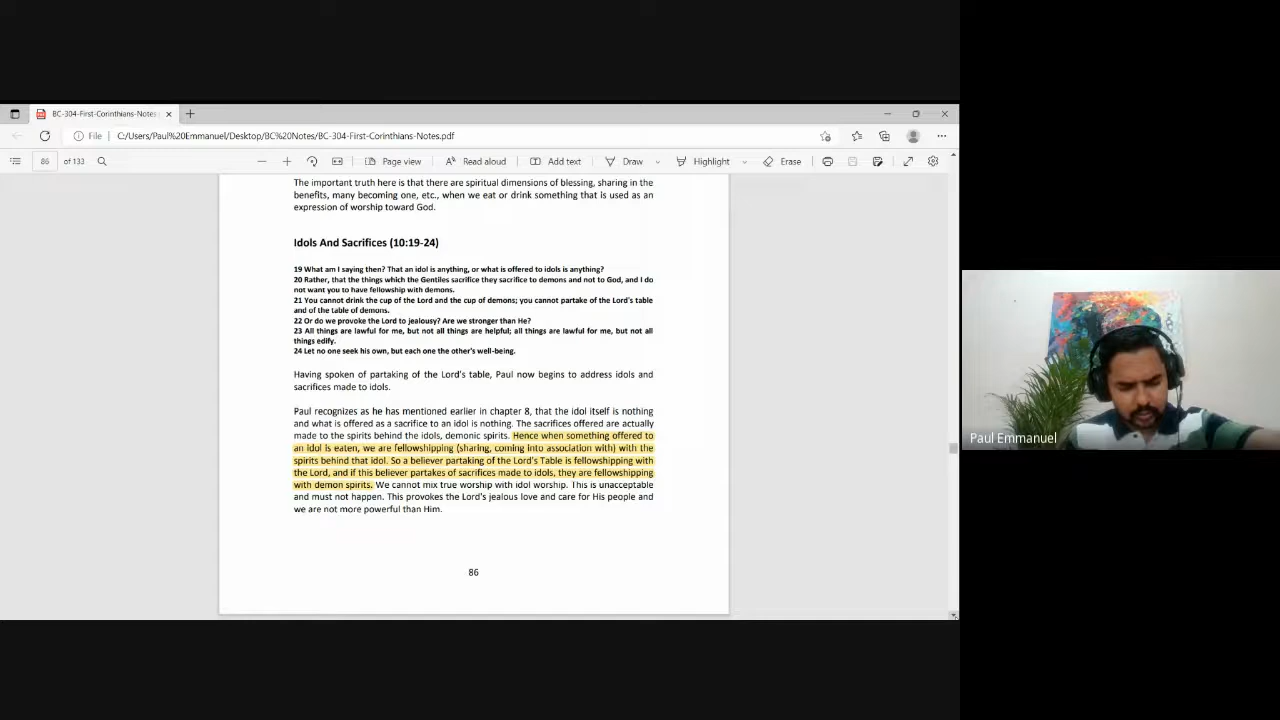 BC-304-First-Corinthians-Notes
File
C:/Users/Paul%20Emmanuel/Desktop/BC%20Notes/BC-304-First-Corinthians-Notes.pdf
86 of 133
Page view
Read aloud
Add text
Draw
Highlight
Erase
The important truth here is that there are spiritual dimensions of blessing, sharing in the
benefits, many becoming one, etc., when we eat or drink something that is used as an
expression of worship toward God.
Idols And Sacrifices (10:19-24)
19 What am I saying then? That an idol is anything, or what is offered to idols is anything?
20 Rather, that the things which the Gentiles sacrifice they sacrifice to demons and not to God, and I do
not want you to have fellowship with demons.
21 You cannot drink the cup of the Lord and the cup of demons; you cannot partake of the Lord's table
and of the table of demons.
22 Or do we provoke the Lord to jealousy? Are we stronger than He?
23 All things are lawful for me, but not all things are helpful; all things are lawful for me, but not all
things edify.
24 Let no one seek his own, but each one the other's well-being.
Having spoken of partaking of the Lord's table, Paul now begins to address idols and
sacrifices made to idols.
Paul recognizes as he has mentioned earlier in chapter 8, that the idol itself is nothing
and what is offered as a sacrifice to an idol is nothing. The sacrifices offered are actually
made to the spirits behind the idols, demonic spirits. Hence when something offered to
an idol is eaten, we are fellowshipping (sharing, coming into association with) with the
spirits behind that idol. So a believer partaking of the Lord's Table is fellowshipping with
the Lord, and if this believer partakes of sacrifices made to idols, they are fellowshipping
with demon spirits. We cannot mix true worship with idol worship. This is unacceptable
and must not happen. This provokes the Lord's jealous love and care for His people and
we are not more powerful than Him.
86
Paul Emmanuel